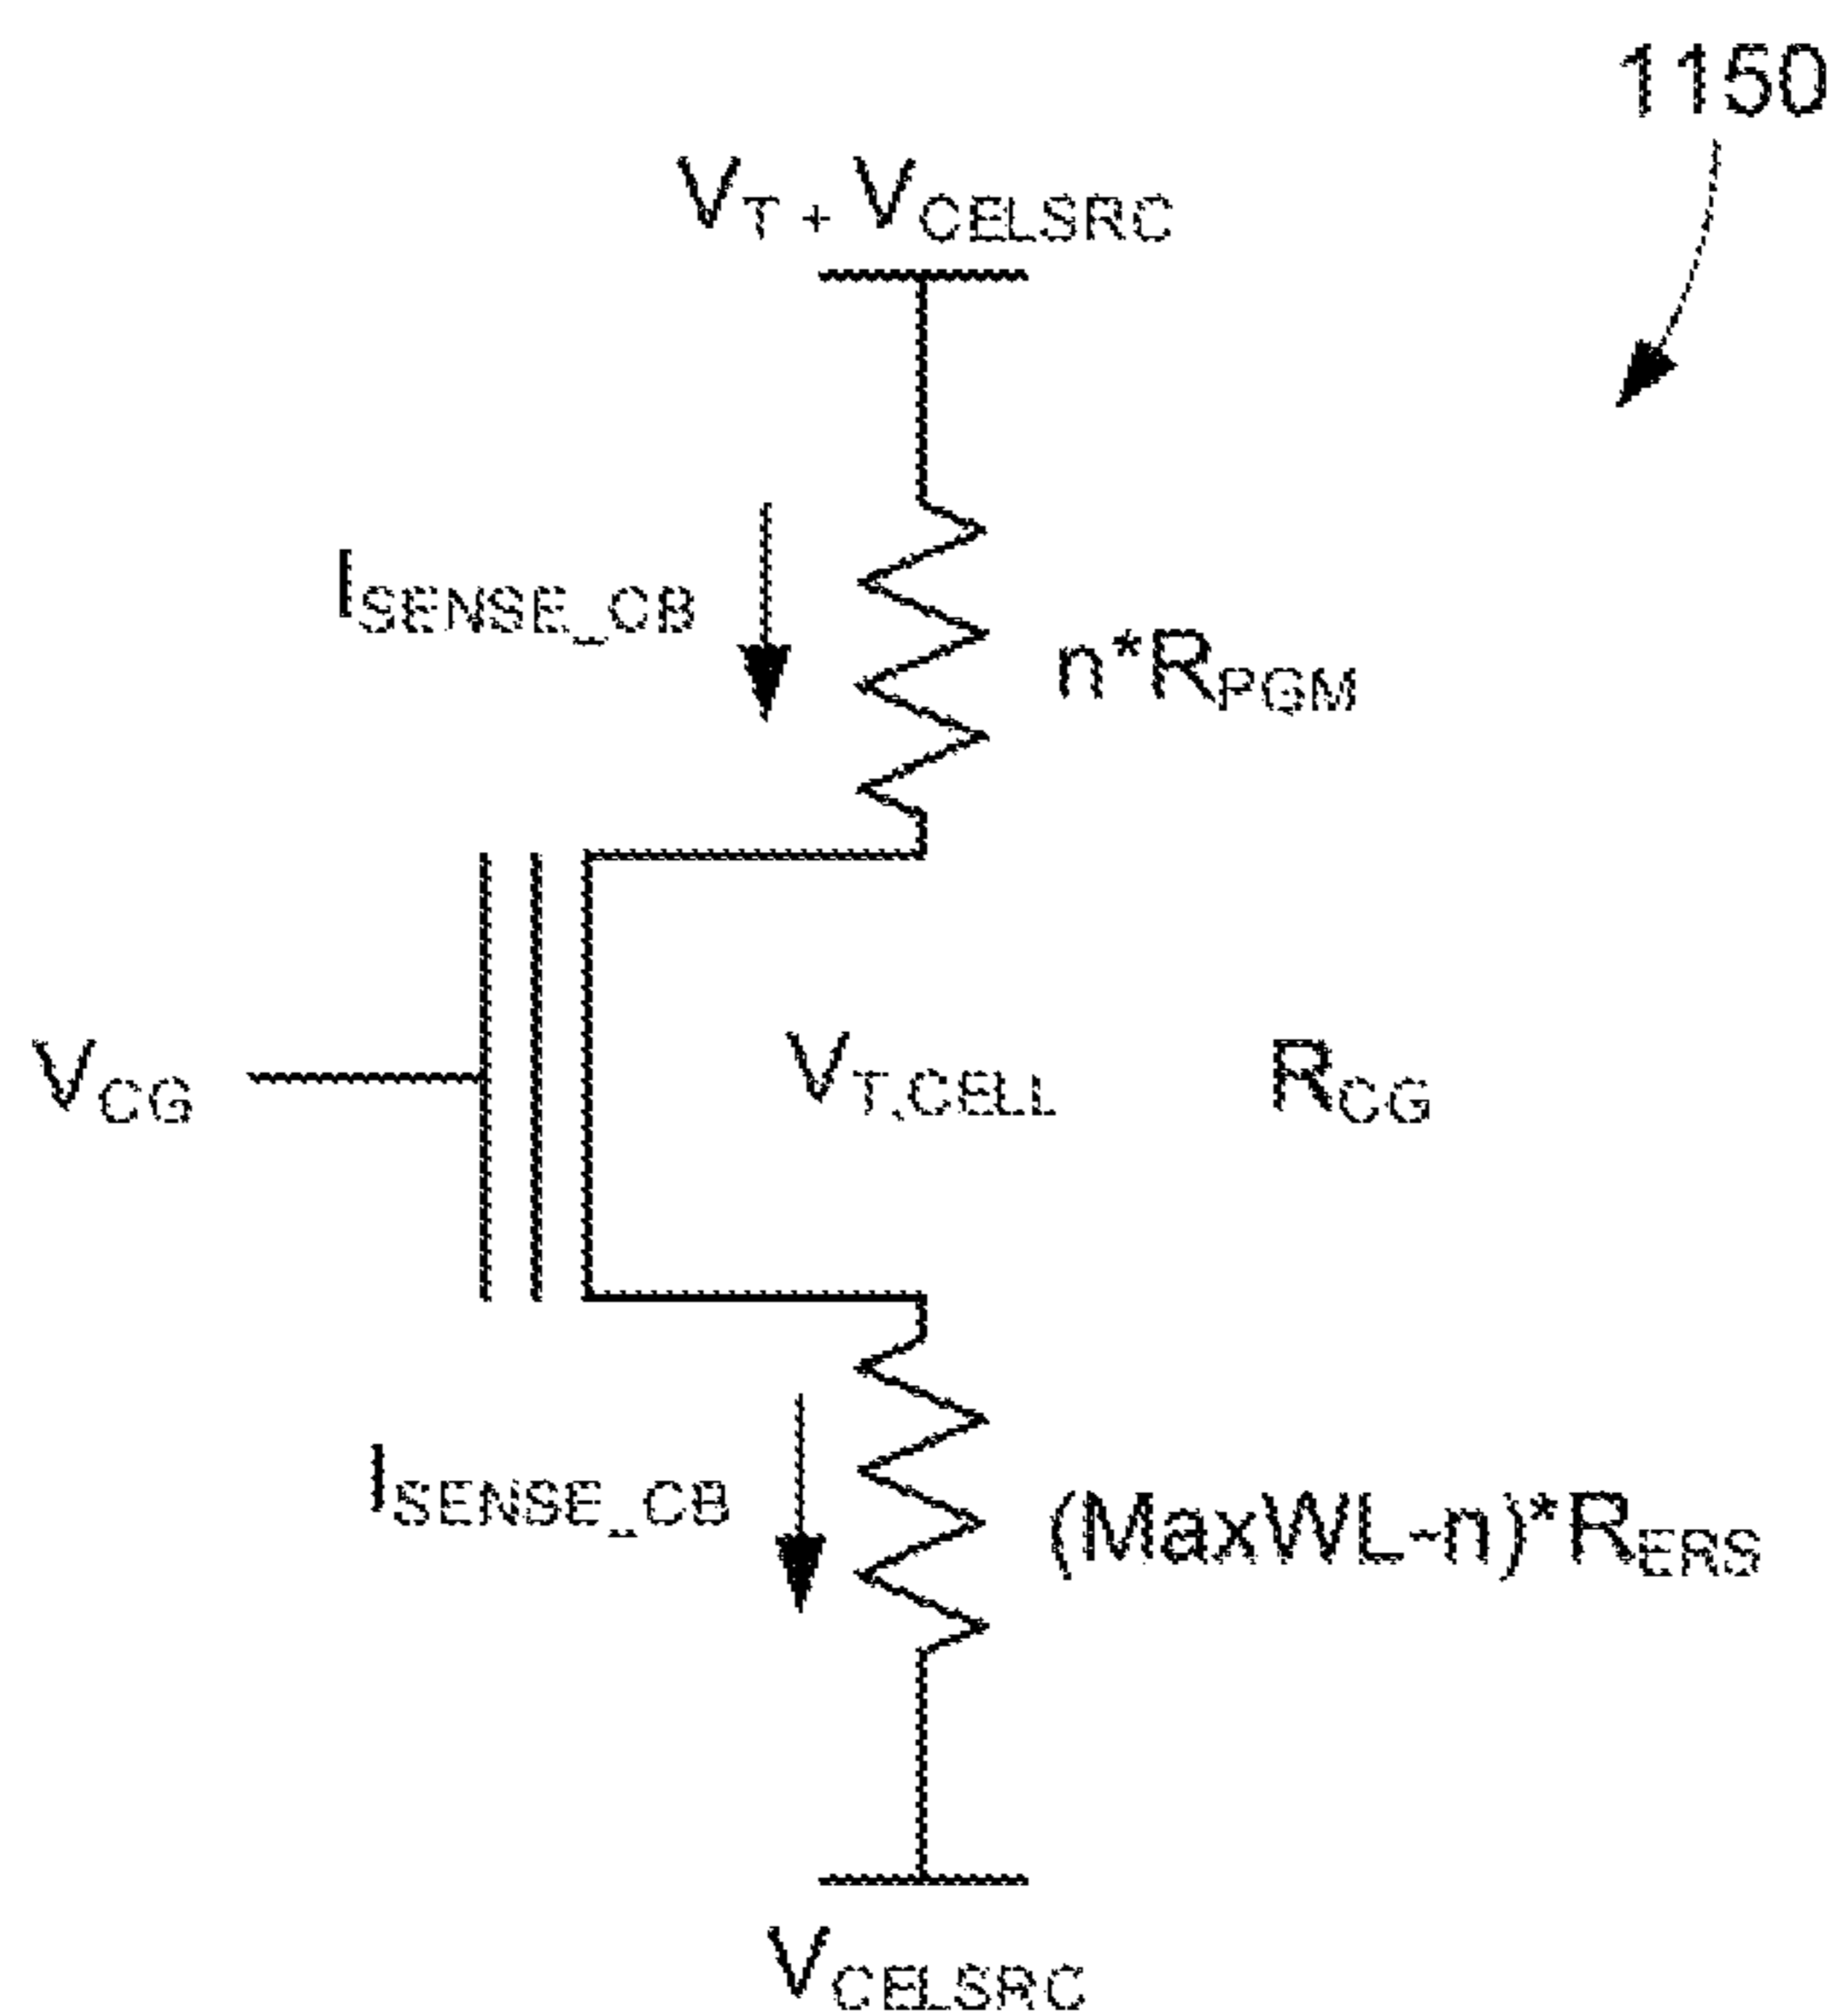 1150
VT + VCELSRC
ISENSE_CB
n*RPGM
VCG
VT,CELL
RCG
ISENSE_CB
(MaxWL-n)*RERS
VCELSRC